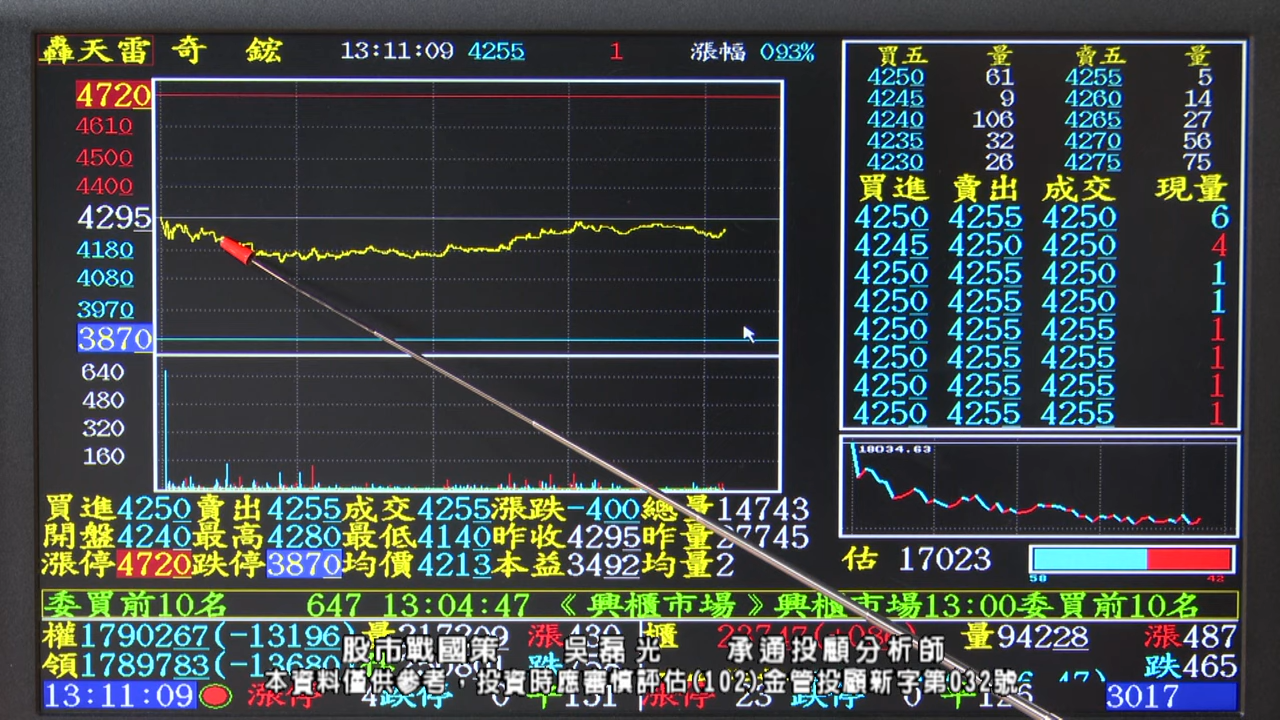 轟天雷 奇 鋐 13:11:09 4255 1 漲幅 093%
買五 量 賣五 量
4250 61 4255 5
4245 9 4260 14
4240 106 4265 27
4235 32 4270 56
4230 26 4275 75
買進 賣出 成交 現量
4250 4255 4250 6
4245 4250 4250 4
4250 4255 4250 1
4250 4255 4250 1
4250 4255 4255 1
4250 4255 4255 1
4250 4255 4255 1
4250 4255 4255 1
4720
4610
4500
4400
4295
4180
4080
3970
3870
640
480
320
160
18034.63
買進4250賣出4255成交4255漲跌-400總量14743
開盤4240最高4280最低4140昨收4295昨量27745
漲停4720跌停3870均價4213本益3492均量2
估 17023
58 42
委買前10名 647 13:04:47 《興櫃市場》興櫃市場13:00委買前10名
權1790267(-13196)量217209 漲430 櫃 量94228 漲487
領1789783(-13680) 跌 跌465
股市戰國策 吳磊光 承通投顧分析師
本資料僅供參考，投資時應審慎評估(102)金管投顧新字第032號
13:11:09 漲停 4跌停 0 平131 漲停 23 跌停 0 平126 3017